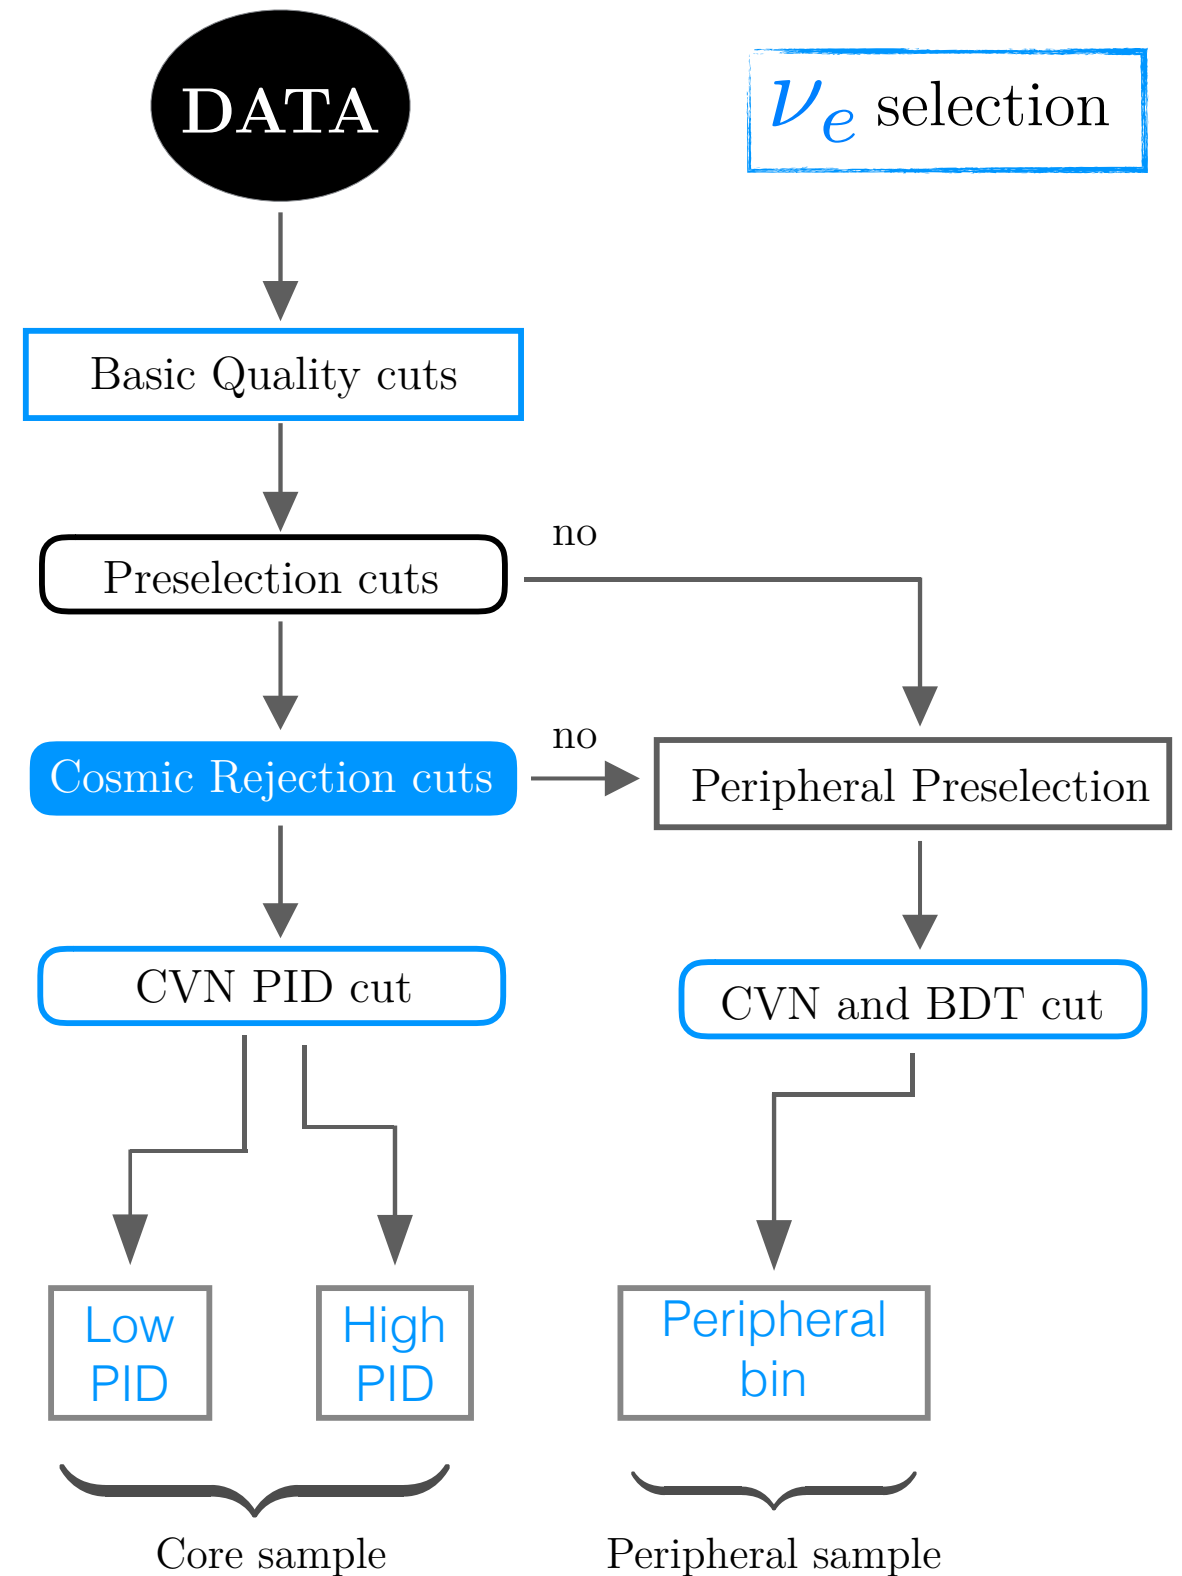 DATA
νₑ selection
Basic Quality cuts
no
Preselection cuts
no
Cosmic Rejection cuts
Peripheral Preselection
CVN PID cut
CVN and BDT cut
Low
PID
High
PID
Peripheral
bin
Core sample
Peripheral sample